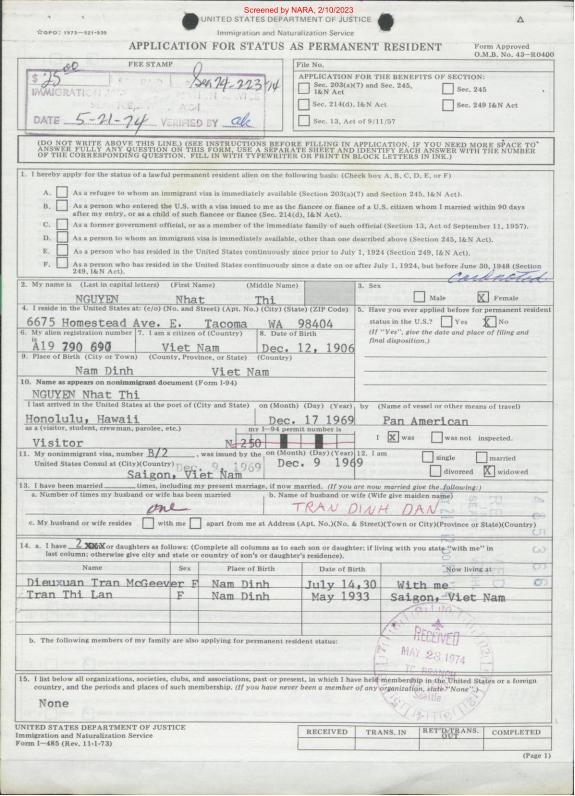 Screened by NARA, 2/10/2023
UNITED STATES DEPARTMENT OF JUSTICE
☆GPO: 1973-521-535
Immigration and Naturalization Service
APPLICATION FOR STATUS AS PERMANENT RESIDENT
Form Approved
O.M.B. No. 43-R0400
FEE STAMP
$ 25 00
Sea 74-223
IMMIGRATION
DATE 5-21-74 VERIFIED BY
File No.
APPLICATION FOR THE BENEFITS OF SECTION:
Sec. 203(a)(7) and Sec. 245, I&N Act
Sec. 245
Sec. 214(d), I&N Act
Sec. 249 I&N Act
Sec. 13, Act of 9/11/57
(DO NOT WRITE ABOVE THIS LINE.) (SEE INSTRUCTIONS BEFORE FILLING IN APPLICATION. IF YOU NEED MORE SPACE TO
ANSWER FULLY ANY QUESTION ON THIS FORM, USE A SEPARATE SHEET AND IDENTIFY EACH ANSWER WITH THE NUMBER
OF THE CORRESPONDING QUESTION. FILL IN WITH TYPEWRITER OR PRINT IN BLOCK LETTERS IN INK.)
1. I hereby apply for the status of a lawful permanent resident alien on the following basis: (Check box A, B, C, D, E, or F)
A. As a refugee to whom an immigrant visa is immediately available (Section 203(a)(7) and Section 245, I&N Act).
B. As a person who entered the U.S. with a visa issued to me as the fiancee or fiance of a U.S. citizen whom I married within 90 days
after my entry, or as a child of such fiancee or fiance (Sec. 214(d), I&N Act).
C. As a former government official, or as a member of the immediate family of such official (Section 13, Act of September 11, 1957).
D. As a person to whom an immigrant visa is immediately available, other than one described above (Section 245, I&N Act).
E. As a person who has resided in the United States continuously since prior to July 1, 1924 (Section 249, I&N Act).
F. As a person who has resided in the United States continuously since a date on or after July 1, 1924, but before June 30, 1948 (Section
249, I&N Act).
card noted
2. My name is (Last in capital letters) (First Name) (Middle Name)
NGUYEN Nhat Thi
3. Sex
Male X Female
4. I reside in the United States at: (c/o) (No. and Street) (Apt. No.) (City) (State) (ZIP Code)
6675 Homestead Ave. E. Tacoma WA 98404
5. Have you ever applied before for permanent resident
status in the U.S.? Yes X No
(If "Yes", give the date and place of filing and
final disposition.)
6. My alien registration number is
A19 790 690
7. I am a citizen of (Country)
Viet Nam
8. Date of Birth
Dec. 12, 1906
9. Place of Birth (City or Town) (County, Province, or State) (Country)
Nam Dinh Viet Nam
10. Name as appears on nonimmigrant document (Form I-94)
NGUYEN Nhat Thi
I last arrived in the United States at the port of (City and State) on (Month) (Day) (Year) by (Name of vessel or other means of travel)
Honolulu, Hawaii Dec. 17 1969 Pan American
as a (visitor, student, crewman, parolee, etc.) my I-94 permit number is
Visitor N 250
I X was was not inspected.
11. My nonimmigrant visa, number B/2, was issued by the
United States Consul at (City)(Country)
Dec. 9, 1969
Saigon, Viet Nam
on (Month) (Day)(Year)
Dec. 9 1969
12. I am
single married
divorced X widowed
13. I have been married times, including my present marriage, if now married. (If you are now married give the following:)
a. Number of times my husband or wife has been married
one
b. Name of husband or wife (Wife give maiden name)
TRAN DINH DAN
c. My husband or wife resides with me apart from me at Address (Apt. No.)(No. & Street)(Town or City)(Province or State)(Country)
14. a. I have 2 xxx or daughters as follows: (Complete all columns as to each son or daughter; if living with you state "with me" in
last column; otherwise give city and state or country of son's or daughter's residence).
Name Sex Place of Birth Date of Birth Now living at
Dieuxuan Tran McGeever F Nam Dinh July 14,30 With me
Tran Thi Lan F Nam Dinh May 1933 Saigon, Viet Nam
b. The following members of my family are also applying for permanent resident status:
RECEIVED
MAY 28 1974
Seattle
15. I list below all organizations, societies, clubs, and associations, past or present, in which I have held membership in the United States or a foreign
country, and the periods and places of such membership. (If you have never been a member of any organization, state "None".)
None
UNITED STATES DEPARTMENT OF JUSTICE
Immigration and Naturalization Service
Form I-485 (Rev. 11-1-73)
RECEIVED TRANS. IN RET'D-TRANS. OUT COMPLETED
(Page 1)